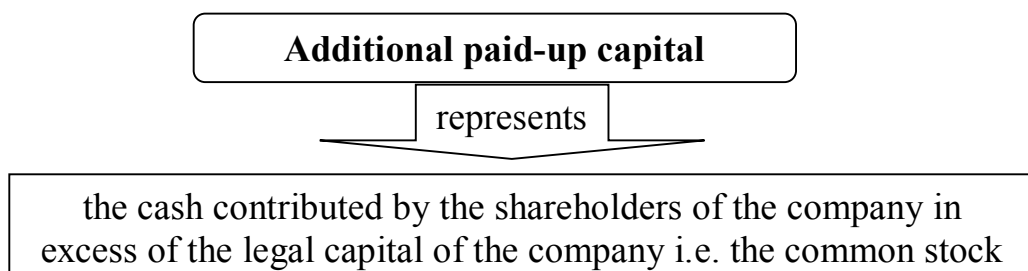 Additional paid-up capital
represents
the cash contributed by the shareholders of the company in
excess of the legal capital of the company i.e. the common stock